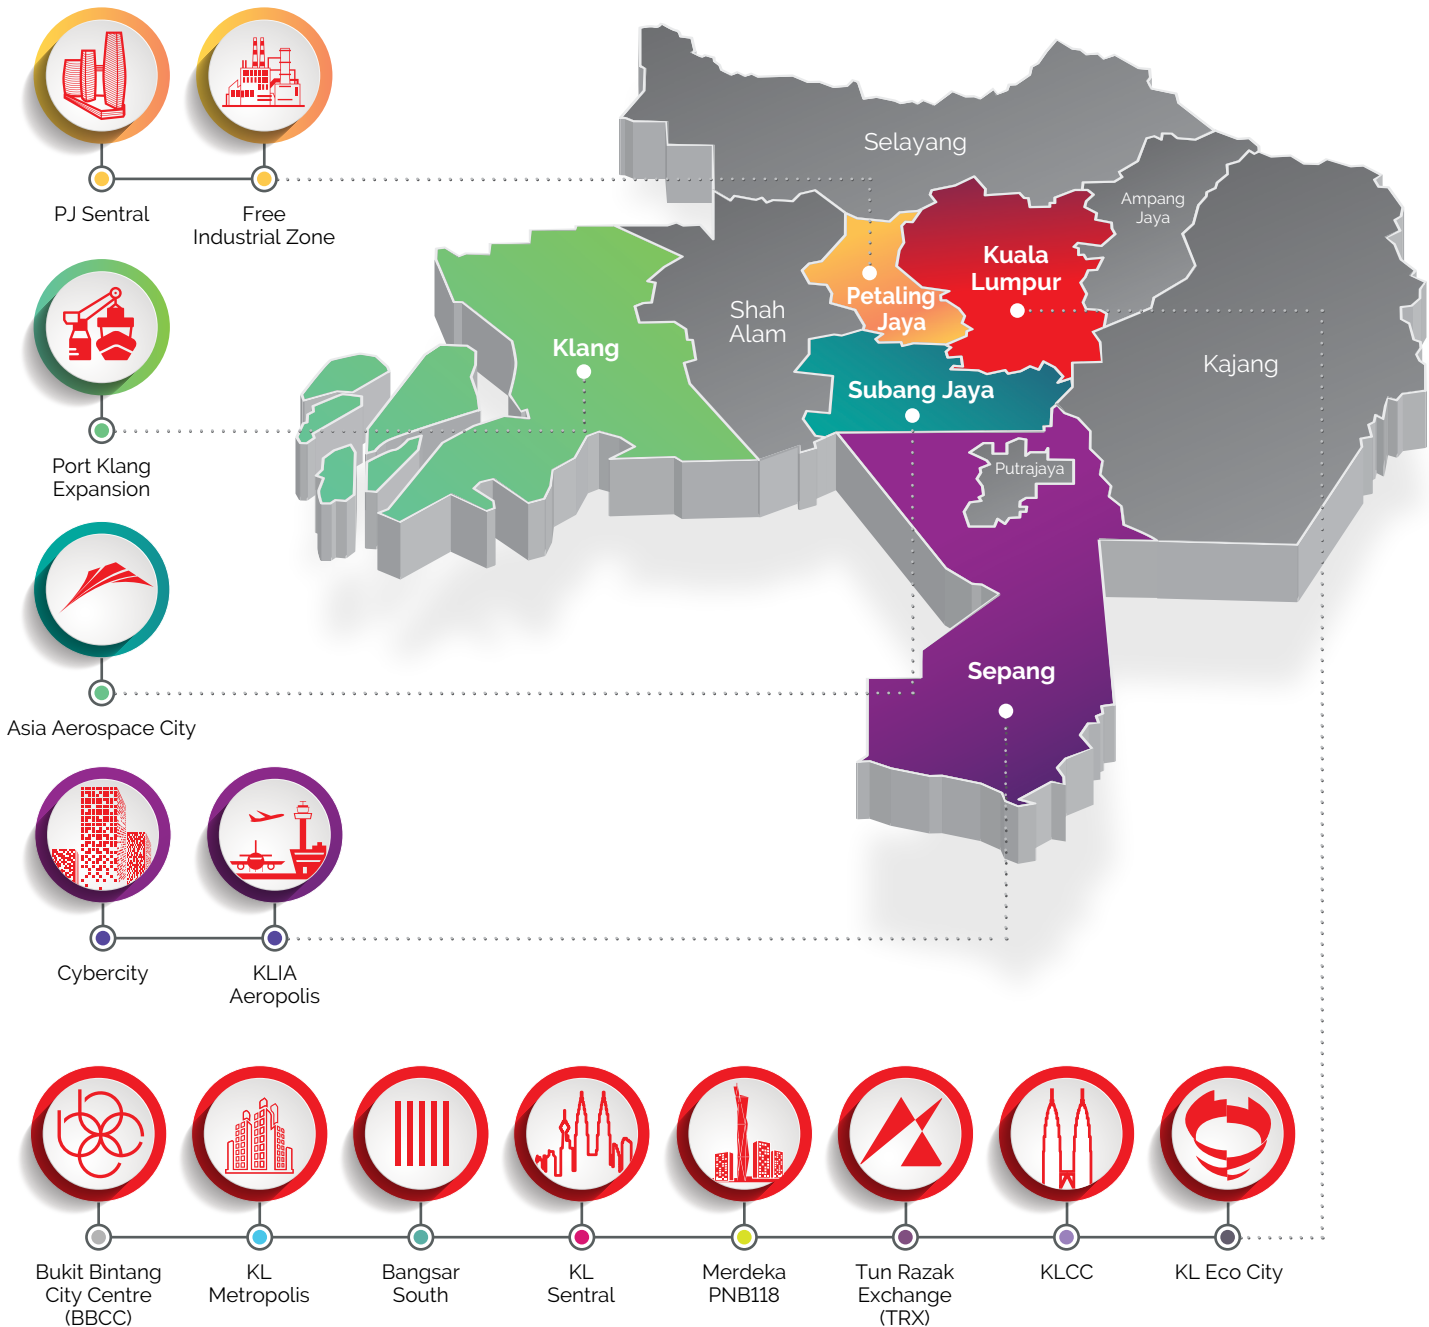 PJ Sentral
Free
Industrial Zone
Selayang
Ampang
Jaya
Kuala
Lumpur
Petaling
Jaya
Shah
Alam
Klang
Kajang
Subang Jaya
Port Klang
Expansion
Putrajaya
Asia Aerospace City
Sepang
Cybercity
KLIA
Aeropolis
Bukit Bintang
City Centre
(BBCC)
KL
Metropolis
Bangsar
South
KL
Sentral
Merdeka
PNB118
Tun Razak
Exchange
(TRX)
KLCC
KL Eco City